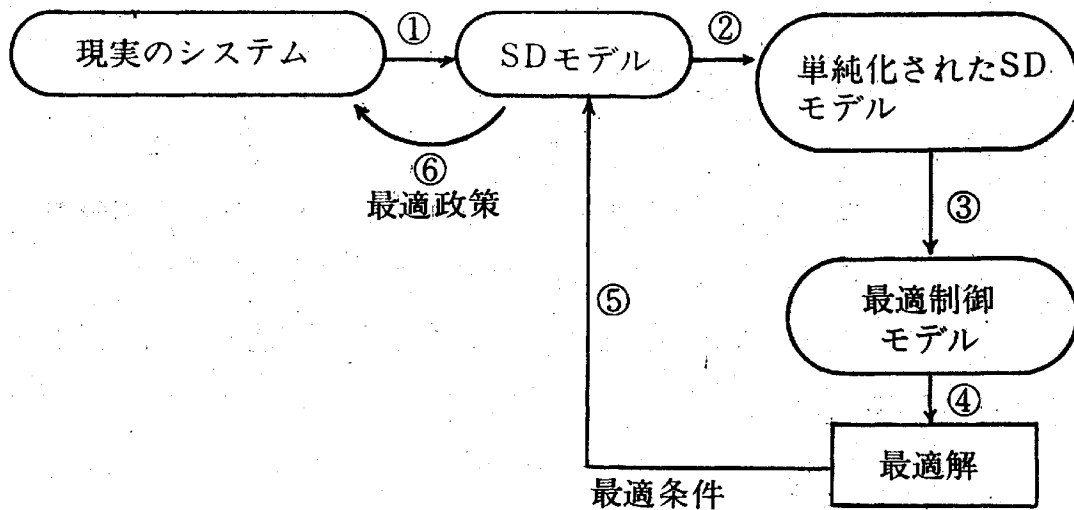 現実のシステム
①
SDモデル
②
単純化されたSD
モデル
⑥
最適政策
③
⑤
最適制御
モデル
④
最適解
最適条件